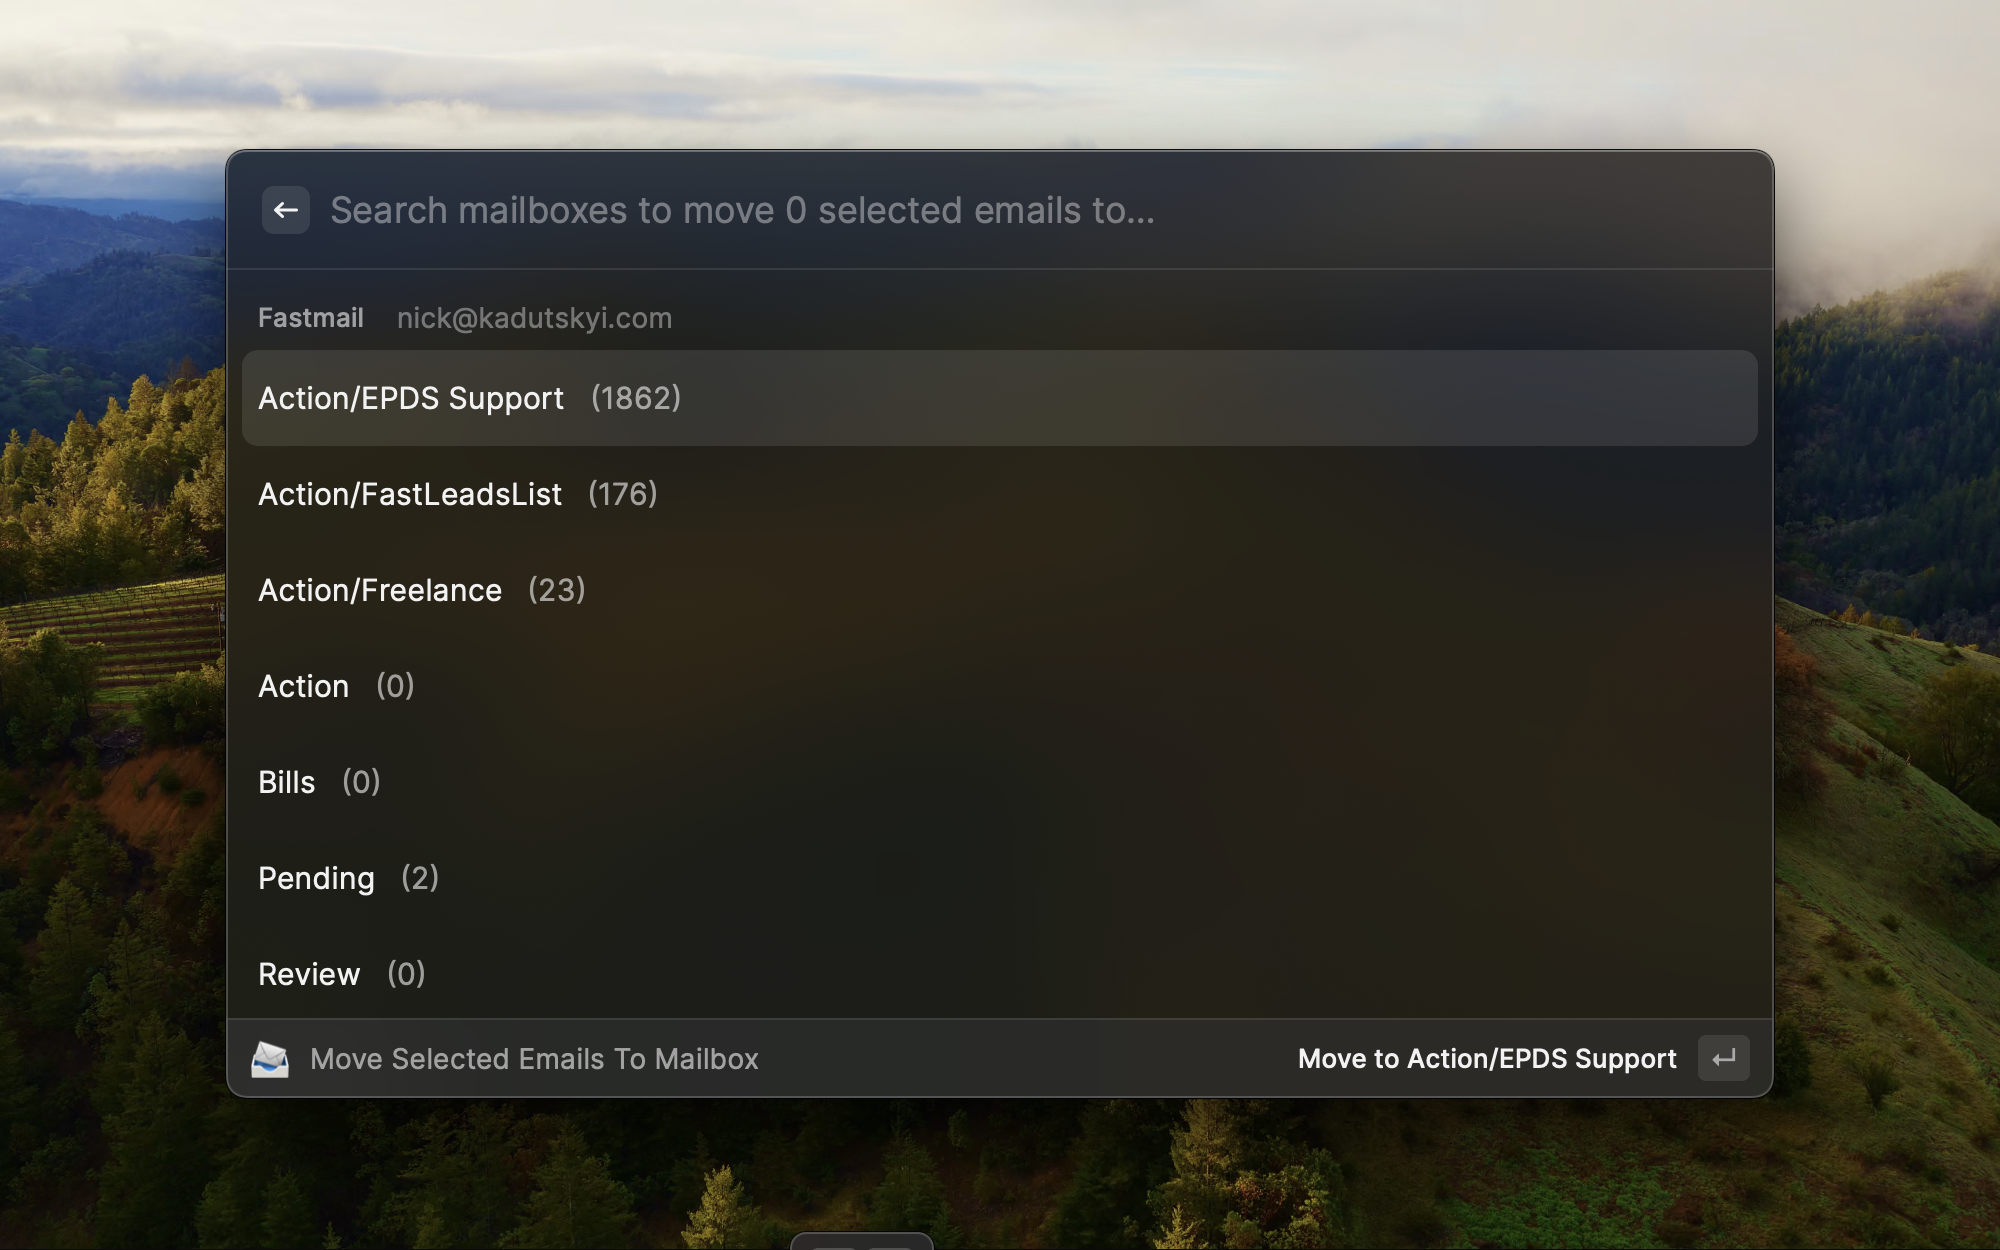 Search mailboxes to move 0 selected emails to...
Fastmail nick@kadutskyi.com
Action/EPDS Support (1862)
Action/FastLeadsList (176)
Action/Freelance (23)
Action (0)
Bills (0)
Pending (2)
Review (0)
Move Selected Emails To Mailbox Move to Action/EPDS Support